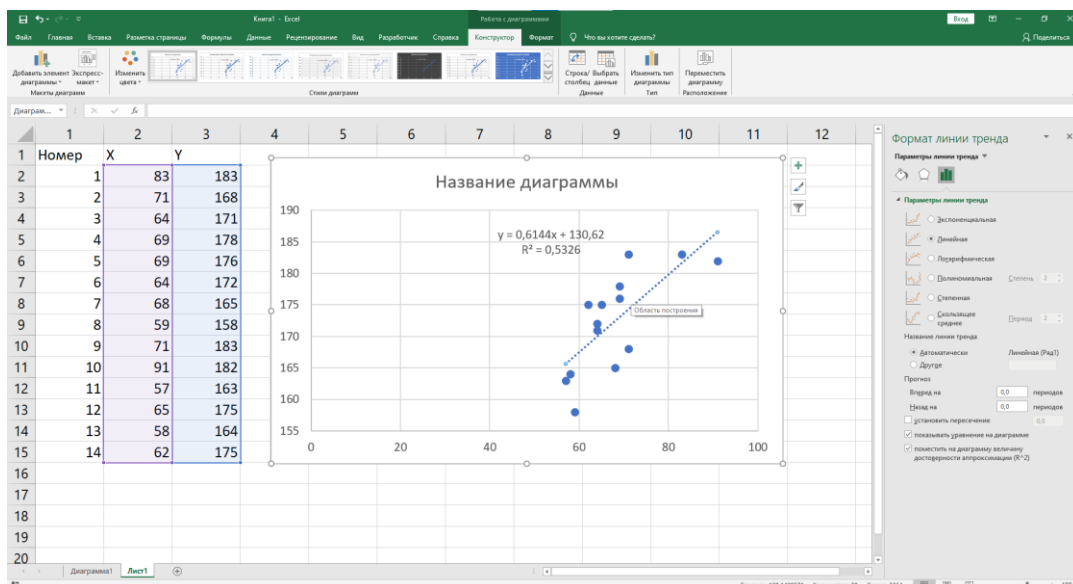 Книга1 - Excel
Работа с диаграммами
Вход
Файл Главная Вставка Разметка страницы Формулы Данные Рецензирование Вид Разработчик Справка Конструктор Формат Что вы хотите сделать? Поделиться
Добавить элемент диаграммы Экспресс-макет Изменить цвета Строка/столбец Выбрать данные Изменить тип диаграммы Переместить диаграмму
Макеты диаграмм Стили диаграмм Данные Тип Расположение
Диаграм... fx
1 2 3 4 5 6 7 8 9 10 11 12
1 Номер X Y
2 1 83 183
3 2 71 168
4 3 64 171
5 4 69 178
6 5 69 176
7 6 64 172
8 7 68 165
9 8 59 158
10 9 71 183
11 10 91 182
12 11 57 163
13 12 65 175
14 13 58 164
15 14 62 175
16
17
18
19
20
Название диаграммы
190
185
180
175
170
165
160
155
0 20 40 60 80 100
y = 0,6144x + 130,62
R² = 0,5326
Область построения
Формат линии тренда
Параметры линии тренда
Параметры линии тренда
Экспоненциальная
Линейная
Логарифмическая
Полиномиальная Степень 2
Степенная
Скользящее среднее Период 2
Название линии тренда
Автоматически Линейная (Ряд1)
Другое
Прогноз
Вперед на 0,0 периодов
Назад на 0,0 периодов
установить пересечение 0,0
показывать уравнение на диаграмме
поместить на диаграмму величину
достоверности аппроксимации (R^2)
Диаграмма1 Лист1